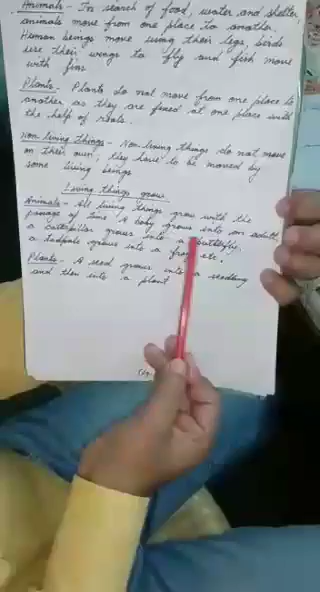 Animals - In search of food, water and shelter
animals move from one place to another.
Human beings move using their legs, birds
use their wings to fly and fish move
with fins.
Plants - Plants do not move from one place to
another, as they are fixed at one place with
the help of roots.
Non living things - Non living things do not move
on their own; they have to be moved by
some living beings
Living things grow
Animals - All living things grow with the
passage of time. A baby grows into an adult,
a caterpillar grows into a butterfly,
a tadpole grows into a frog etc.
Plants - A seed grows into a seedling
and then into a plant